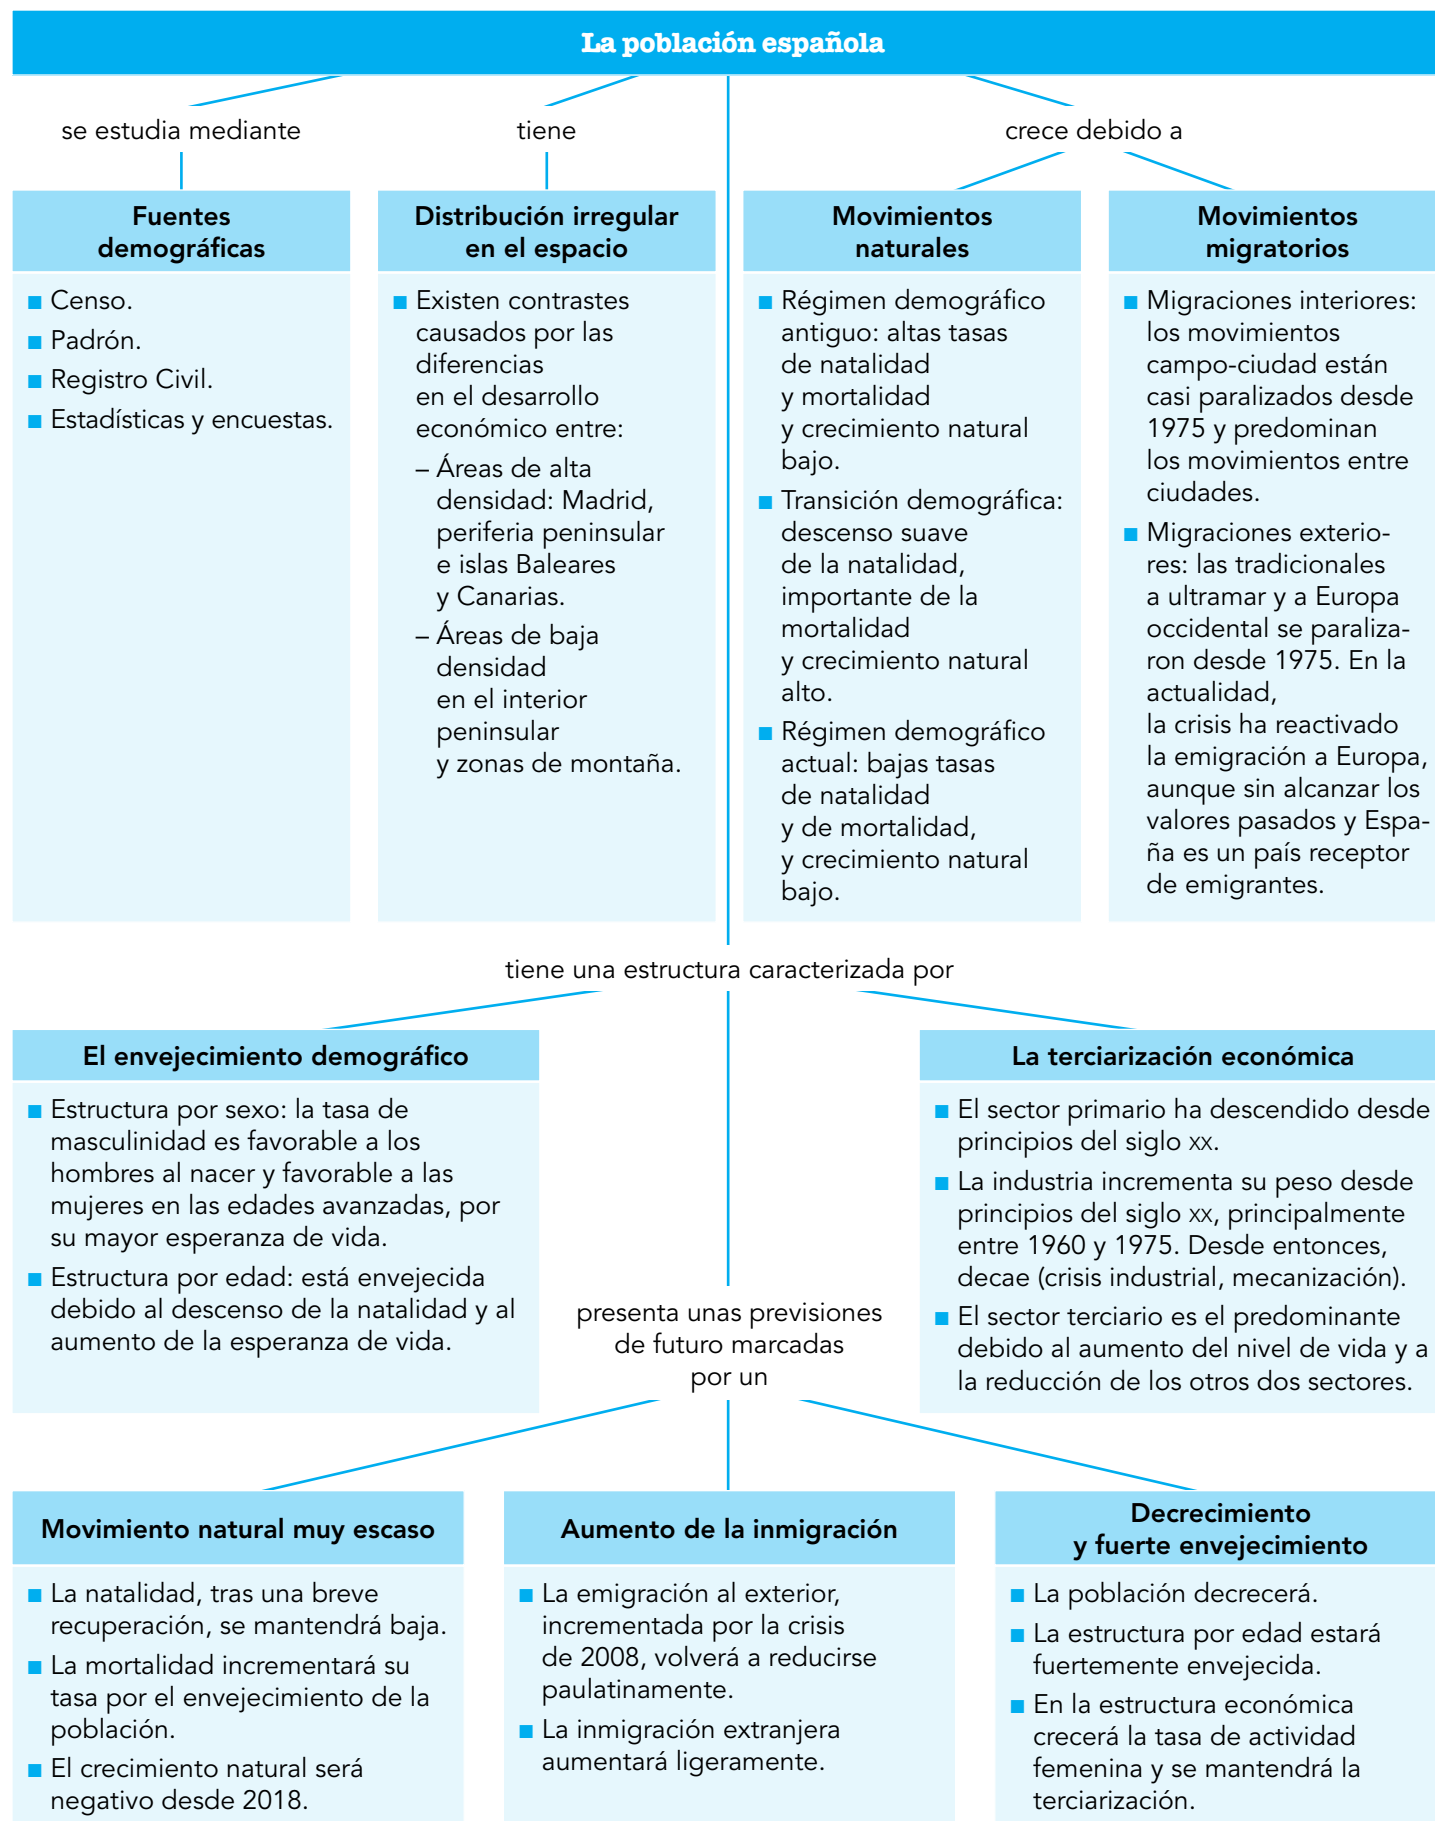 La población española
se estudia mediante
tiene
crece debido a
Fuentes
demográficas
■ Censo.
■ Padrón.
■ Registro Civil.
■ Estadísticas y encuestas.
Distribución irregular
en el espacio
■ Existen contrastes
causados por las
diferencias
en el desarrollo
económico entre:
– Áreas de alta
densidad: Madrid,
periferia peninsular
e islas Baleares
y Canarias.
– Áreas de baja
densidad
en el interior
peninsular
y zonas de montaña.
Movimientos
naturales
■ Régimen demográfico
antiguo: altas tasas
de natalidad
y mortalidad
y crecimiento natural
bajo.
■ Transición demográfica:
descenso suave
de la natalidad,
importante de la
mortalidad
y crecimiento natural
alto.
■ Régimen demográfico
actual: bajas tasas
de natalidad
y de mortalidad,
y crecimiento natural
bajo.
Movimientos
migratorios
■ Migraciones interiores:
los movimientos
campo-ciudad están
casi paralizados desde
1975 y predominan
los movimientos entre
ciudades.
■ Migraciones exterio-
res: las tradicionales
a ultramar y a Europa
occidental se paraliza-
ron desde 1975. En la
actualidad,
la crisis ha reactivado
la emigración a Europa,
aunque sin alcanzar los
valores pasados y Espa-
ña es un país receptor
de emigrantes.
tiene una estructura caracterizada por
El envejecimiento demográfico
■ Estructura por sexo: la tasa de
masculinidad es favorable a los
hombres al nacer y favorable a las
mujeres en las edades avanzadas, por
su mayor esperanza de vida.
■ Estructura por edad: está envejecida
debido al descenso de la natalidad y al
aumento de la esperanza de vida.
La terciarización económica
■ El sector primario ha descendido desde
principios del siglo XX.
■ La industria incrementa su peso desde
principios del siglo XX, principalmente
entre 1960 y 1975. Desde entonces,
decae (crisis industrial, mecanización).
■ El sector terciario es el predominante
debido al aumento del nivel de vida y a
la reducción de los otros dos sectores.
presenta unas previsiones
de futuro marcadas
por un
Movimiento natural muy escaso
■ La natalidad, tras una breve
recuperación, se mantendrá baja.
■ La mortalidad incrementará su
tasa por el envejecimiento de la
población.
■ El crecimiento natural será
negativo desde 2018.
Aumento de la inmigración
■ La emigración al exterior,
incrementada por la crisis
de 2008, volverá a reducirse
paulatinamente.
■ La inmigración extranjera
aumentará ligeramente.
Decrecimiento
y fuerte envejecimiento
■ La población decrecerá.
■ La estructura por edad estará
fuertemente envejecida.
■ En la estructura económica
crecerá la tasa de actividad
femenina y se mantendrá la
terciarización.